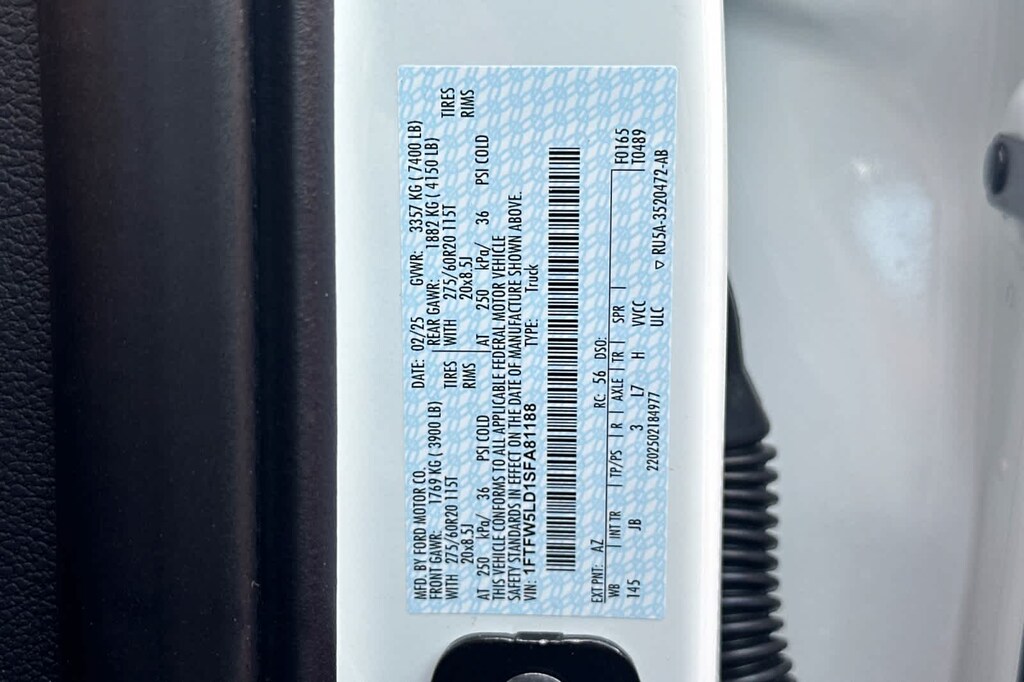 MFD. BY FORD MOTOR CO. DATE: 02/25 GVWR: 3357 KG ( 7400 LB)
FRONT GAWR: 1769 KG ( 3900 LB) REAR GAWR: 1882 KG ( 4150 LB)
WITH 275/60R20 115T TIRES WITH 275/60R20 115T TIRES
20x8.5J RIMS 20x8.5J RIMS
AT 250 kPa/ 36 PSI COLD AT 250 kPa/ 36 PSI COLD
THIS VEHICLE CONFORMS TO ALL APPLICABLE FEDERAL MOTOR VEHICLE
SAFETY STANDARDS IN EFFECT ON THE DATE OF MANUFACTURE SHOWN ABOVE.
VIN: 1FTFW5LD1SFA81188 TYPE: Truck
EXT PNT: AZ RC: 56 DSO: F0165
WB INT TR TP/PS R AXLE TR SPR T0489
145 JB 3 L7 H VVCC
ULC
2202502184977 ▽ RU5A-3520472-AB